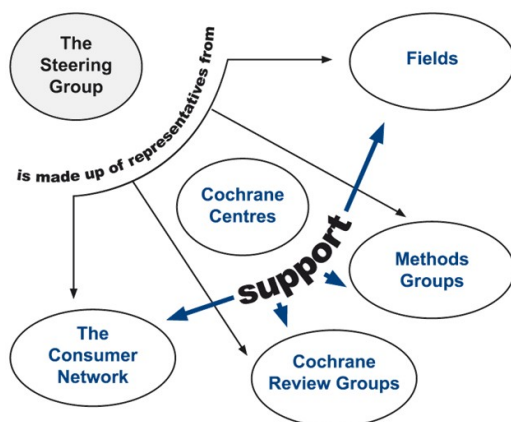 The
Steering
Group
is made up of representatives from
Fields
Cochrane
Centres
support
Methods
Groups
The
Consumer
Network
Cochrane
Review Groups